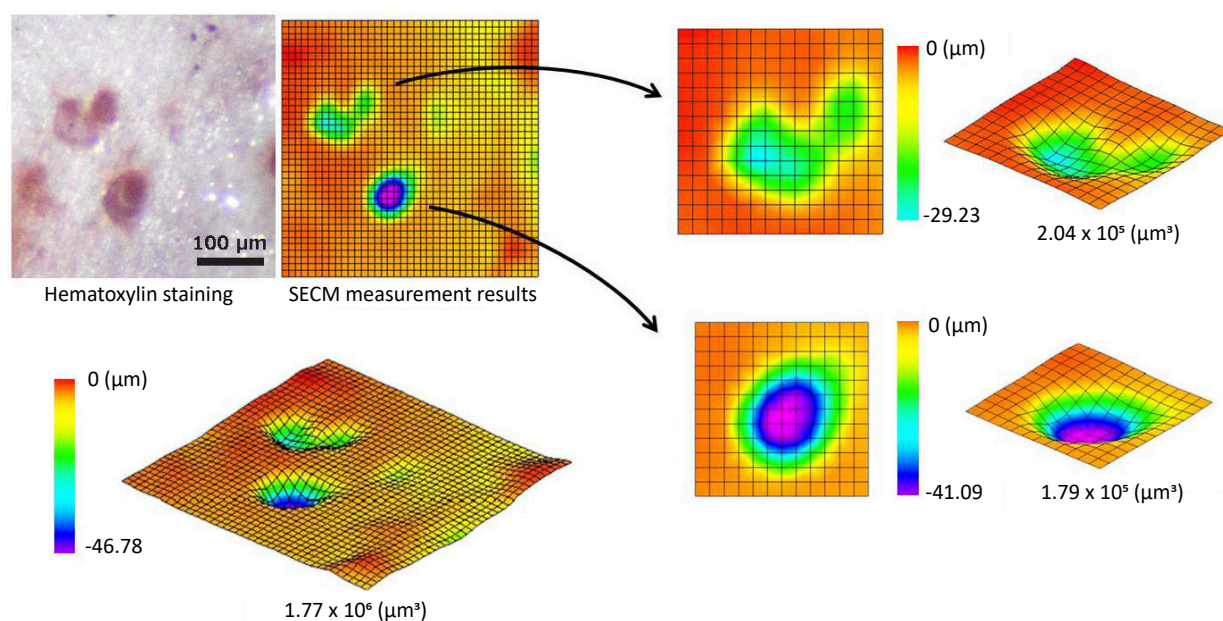 100 µm
Hematoxylin staining
SECM measurement results
0 (µm)
-29.23
2.04 x 10⁵ (µm³)
0 (µm)
-41.09
1.79 x 10⁵ (µm³)
0 (µm)
-46.78
1.77 x 10⁶ (µm³)